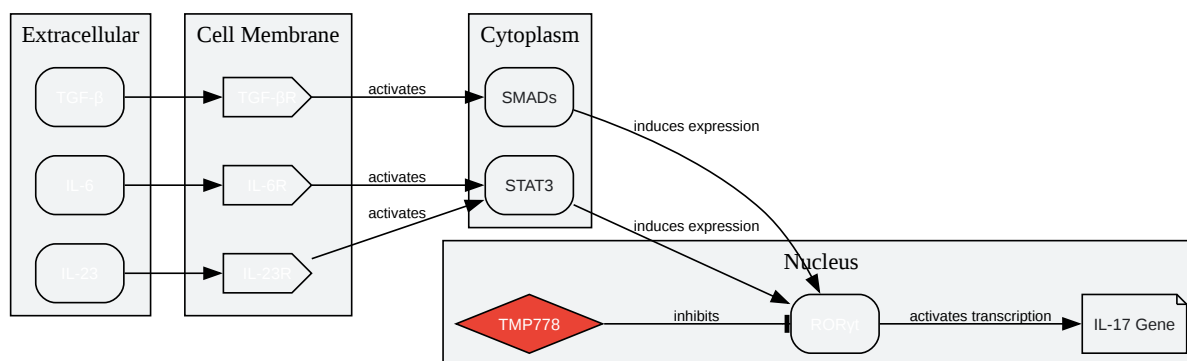 Extracellular
Cell Membrane
Cytoplasm
TGF-β
TGF-βR
activates
SMADs
induces expression
IL-6
IL-6R
activates
STAT3
activates
induces expression
IL-23
IL-23R
Nucleus
TMP778
inhibits
RORγt
activates transcription
IL-17 Gene